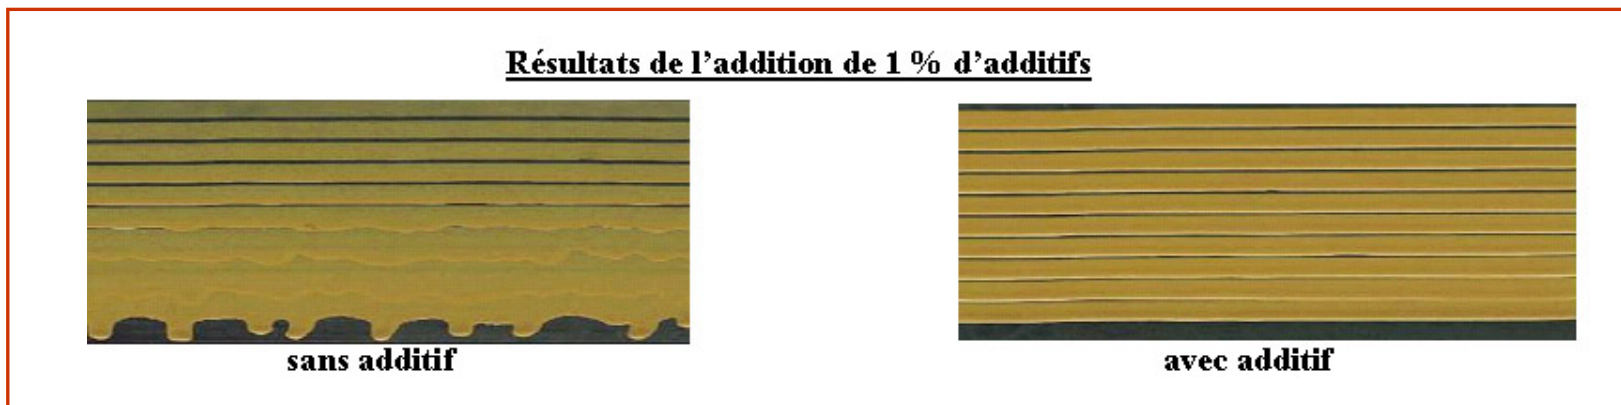 Résultats de l’addition de 1 % d’additifs
sans additif
avec additif